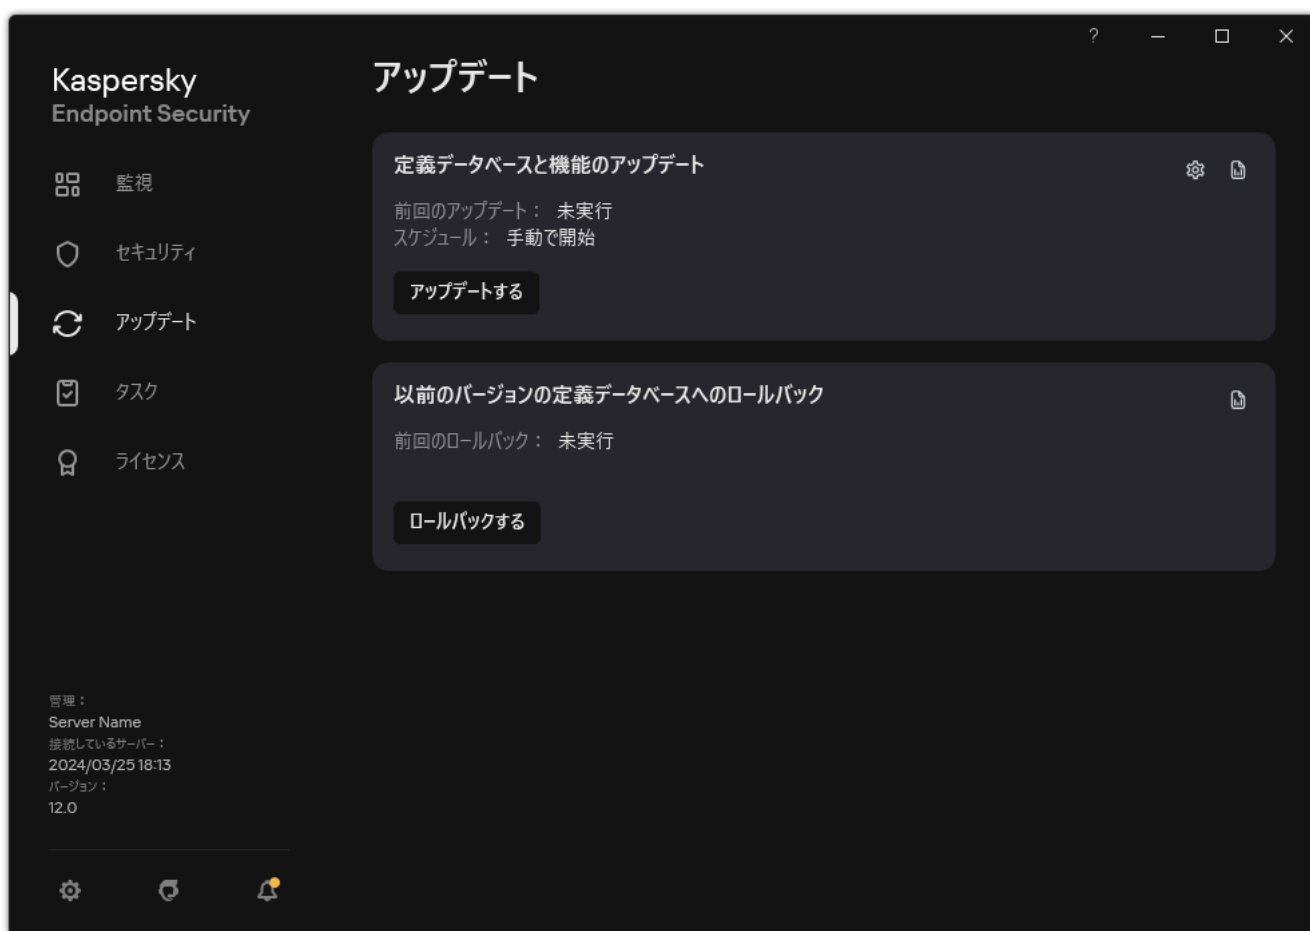 ?
Kaspersky
Endpoint Security
監視
セキュリティ
アップデート
タスク
ライセンス
管理：
Server Name
接続しているサーバー：
2024/03/25 18:13
バージョン：
12.0
アップデート
定義データベースと機能のアップデート
前回のアップデート： 未実行
スケジュール： 手動で開始
アップデートする
以前のバージョンの定義データベースへのロールバック
前回のロールバック： 未実行
ロールバックする